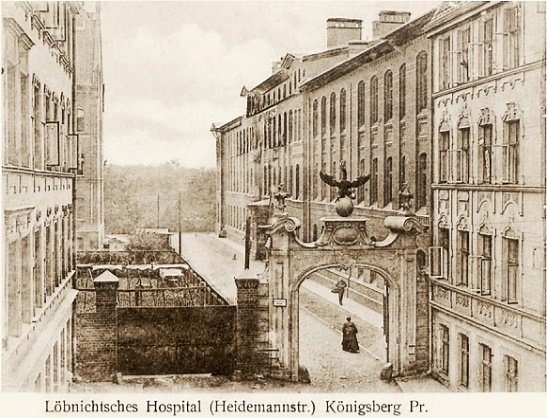 Löbnichtsches Hospital (Heidemannstr.) Königsberg Pr.